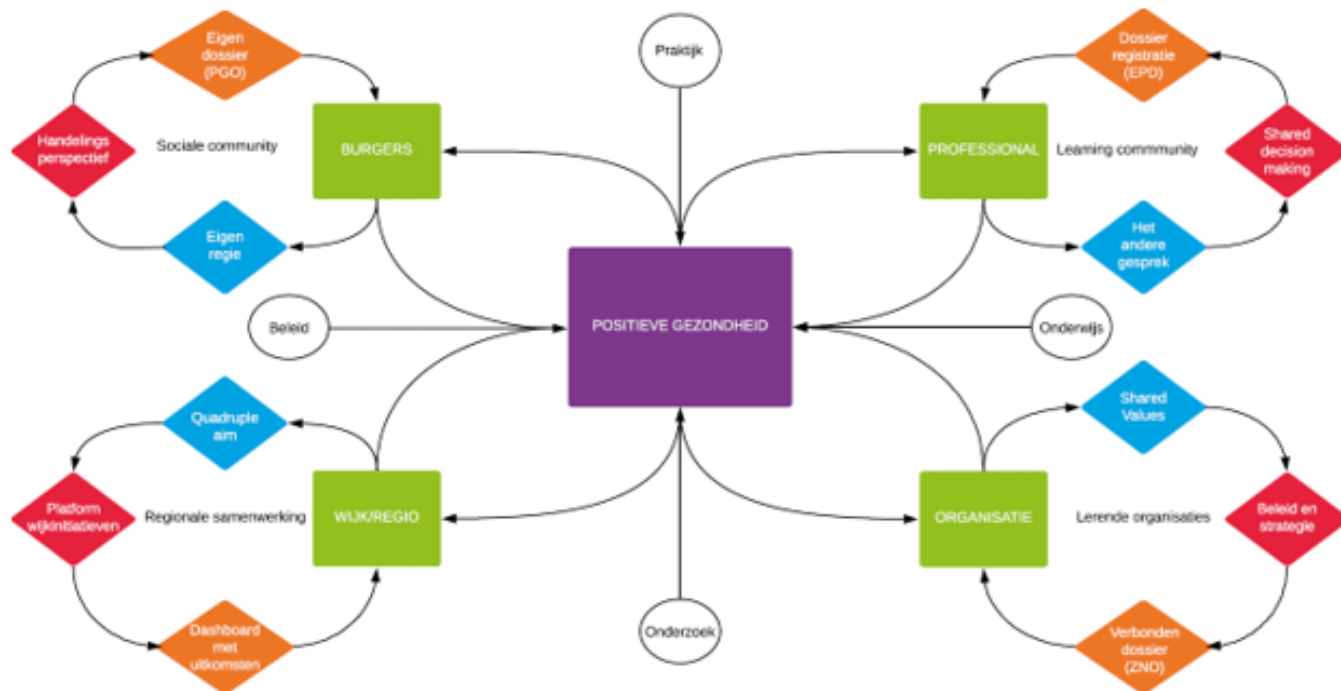 Eigen
dossier
(PGO)
Handelings
perspectief
Sociale community
BURGERS
Eigen
regie
Praktijk
Dossier
registratie
(EPD)
PROFESSIONAL
Learning commmunity
Shared
decision
making
Het
andere
gesprek
Beleid
POSITIEVE GEZONDHEID
Onderwijs
Quadruple
aim
Platform
wijkinitiatieven
Regionale samenwerking
WIJK/REGIO
Dashboard
met
uitkomsten
Onderzoek
Shared
Values
ORGANISATIE
Lerende organisaties
Beleid en
strategie
Verbonden
dossier
(ZNO)